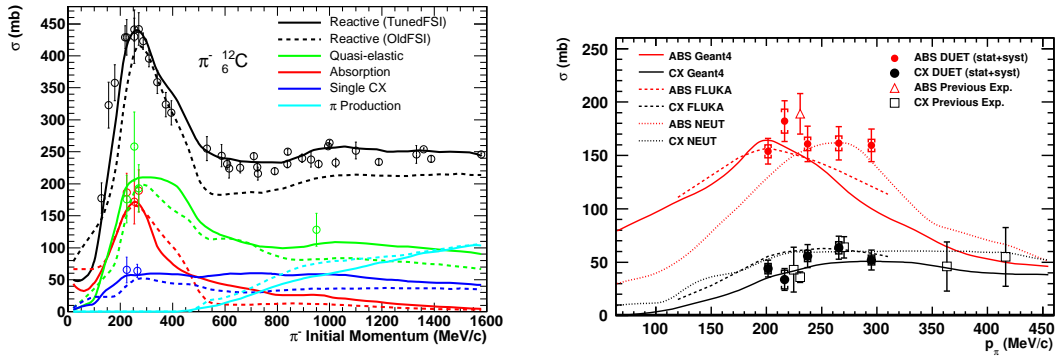 σ (mb)
450
400
350
300
250
200
150
100
50
0
0 200 400 600 800 1000 1200 1400 1600
π⁻ Initial Momentum (MeV/c)
π⁻ ¹²₆C
Reactive (TunedFSI)
Reactive (OldFSI)
Quasi-elastic
Absorption
Single CX
π Production
σ (mb)
250
200
150
100
50
0
100 150 200 250 300 350 400 450
p_π (MeV/c)
ABS Geant4
CX Geant4
ABS FLUKA
CX FLUKA
ABS NEUT
CX NEUT
ABS DUET (stat+syst)
CX DUET (stat+syst)
ABS Previous Exp.
CX Previous Exp.